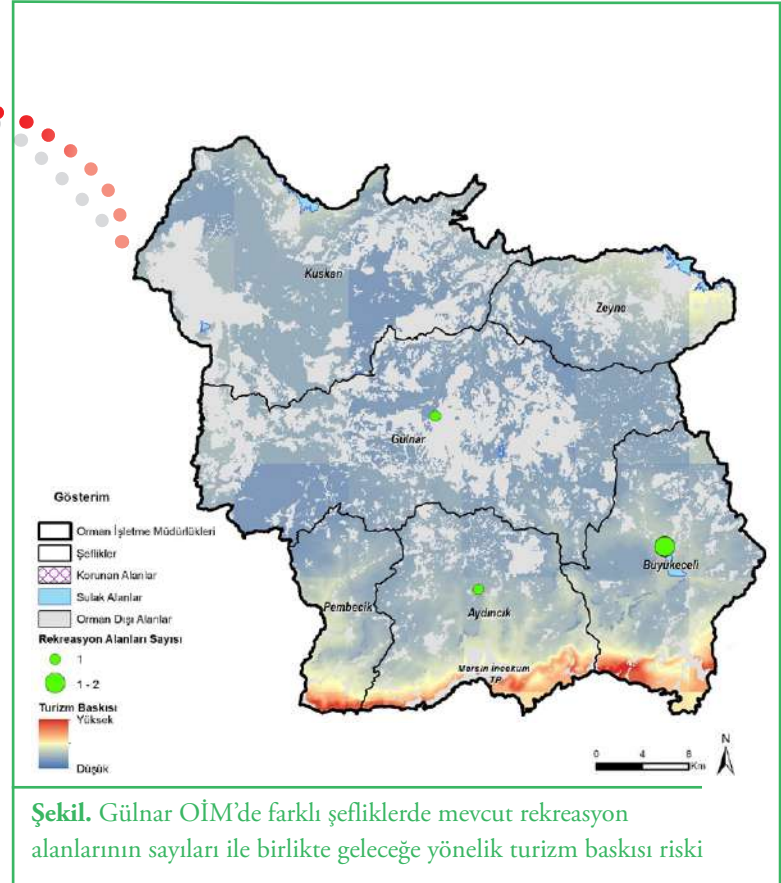 Kuskan
Zeyne
Gülnar
Büyükeceli
Pembecik
Aydıncık
Mersin İncekum
TP
Gösterim
Orman İşletme Müdürlükleri
Şeflikler
Korunan Alanlar
Sulak Alanlar
Orman Dışı Alanlar
Rekreasyon Alanları Sayısı
1
1 - 2
Turizm Baskısı
Yüksek
Düşük
N
0 4 8
Km
Şekil. Gülnar OİM’de farklı şefliklerde mevcut rekreasyon
alanlarının sayıları ile birlikte geleceğe yönelik turizm baskısı riski